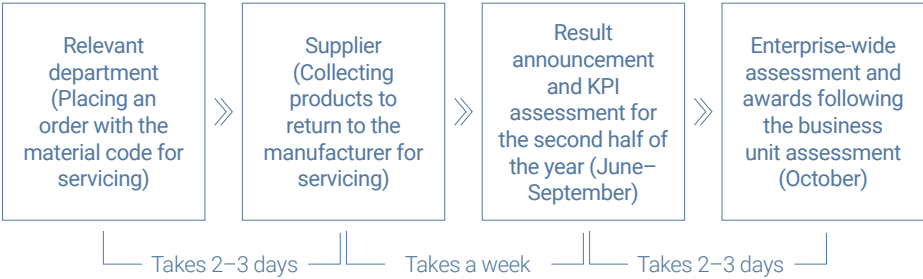 Relevant
department
(Placing an
order with the
material code for
servicing)
Supplier
(Collecting
products to
return to the
manufacturer for
servicing)
Result
announcement
and KPI
assessment for
the second half of
the year (June–
September)
Enterprise-wide
assessment and
awards following
the business
unit assessment
(October)
Takes 2–3 days
Takes a week
Takes 2–3 days